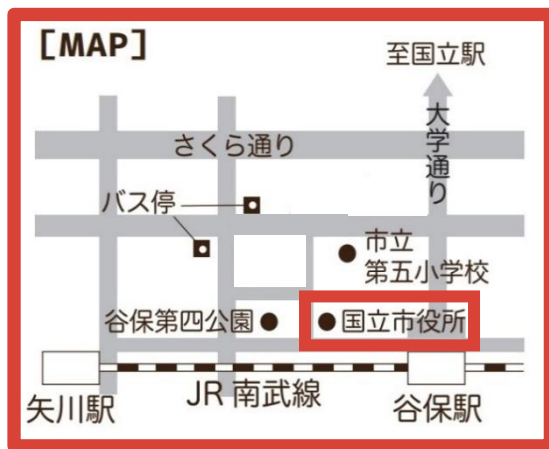 ［MAP］
至国立駅
大学通り
さくら通り
バス停
市立
第五小学校
谷保第四公園
国立市役所
JR 南武線
矢川駅
谷保駅